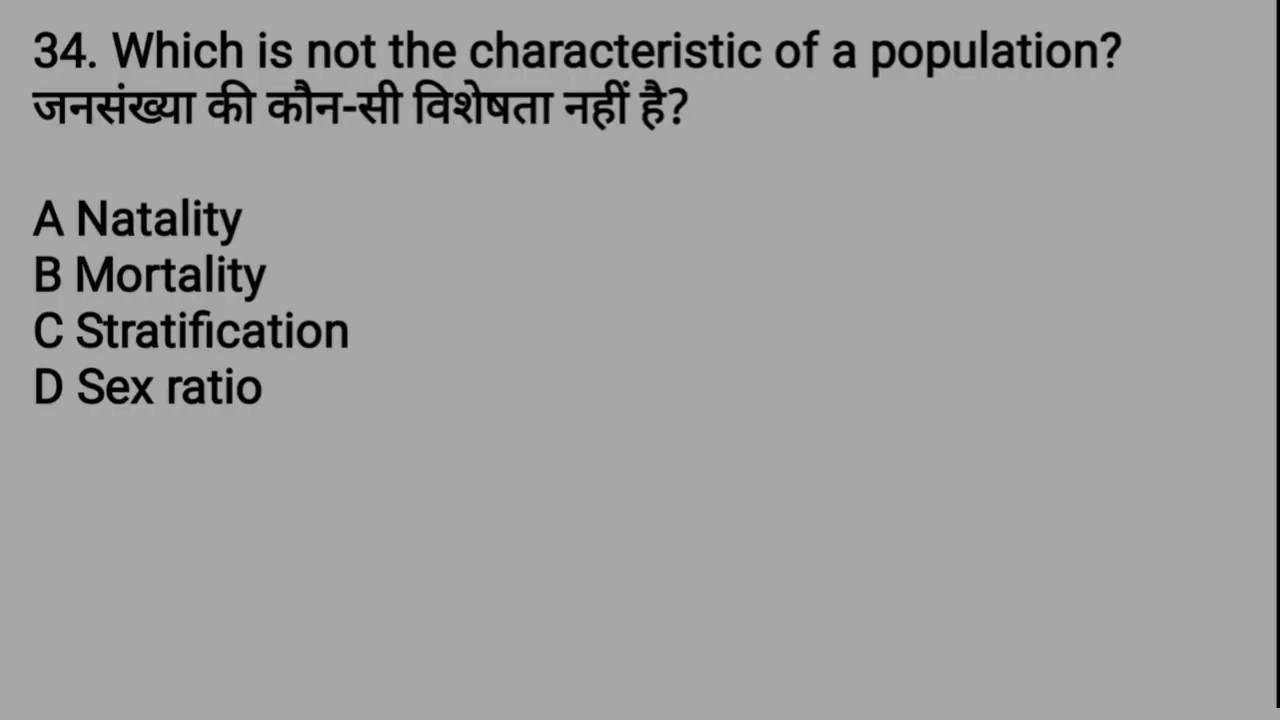 34. Which is not the characteristic of a population?
जनसंख्या की कौन-सी विशेषता नहीं है?
A Natality
B Mortality
C Stratification
D Sex ratio